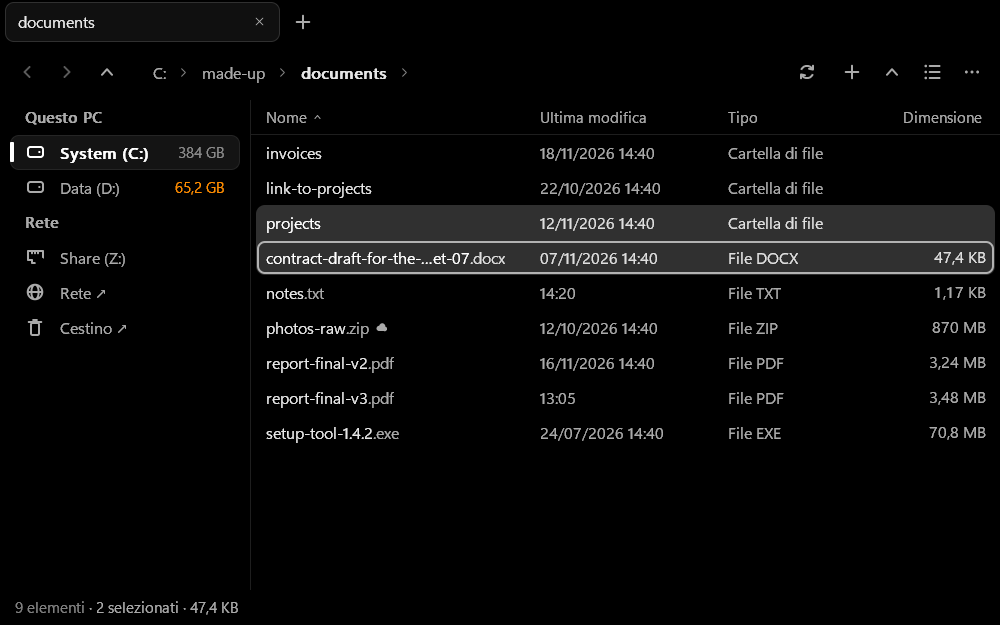 documents
C: made-up documents
Questo PC
System (C:) 384 GB
Data (D:) 65,2 GB
Rete
Share (Z:)
Rete ↗
Cestino ↗
Nome Ultima modifica Tipo Dimensione
invoices 18/11/2026 14:40 Cartella di file
link-to-projects 22/10/2026 14:40 Cartella di file
projects 12/11/2026 14:40 Cartella di file
contract-draft-for-the-...et-07.docx 07/11/2026 14:40 File DOCX 47,4 KB
notes.txt 14:20 File TXT 1,17 KB
photos-raw.zip 12/10/2026 14:40 File ZIP 870 MB
report-final-v2.pdf 16/11/2026 14:40 File PDF 3,24 MB
report-final-v3.pdf 13:05 File PDF 3,48 MB
setup-tool-1.4.2.exe 24/07/2026 14:40 File EXE 70,8 MB
9 elementi · 2 selezionati · 47,4 KB